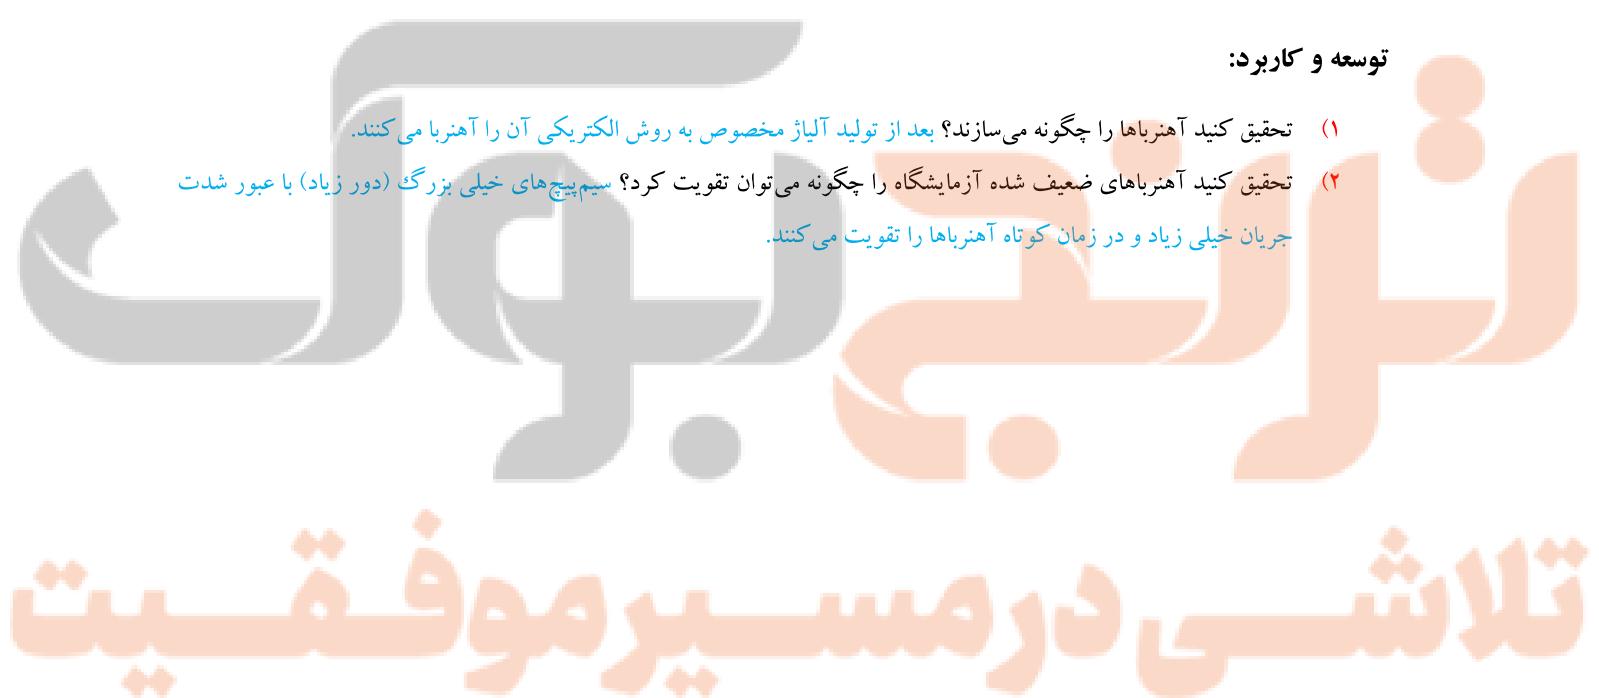 توسعه و کاربرد:
۱) تحقیق کنید آهنرباها را چگونه می‌سازند؟ بعد از تولید آلیاژ مخصوص به روش الکتریکی آن را آهنربا می‌کنند.
۲) تحقیق کنید آهنرباهای ضعیف شده آزمایشگاه را چگونه می‌توان تقویت کرد؟ سیم‌پیچ‌های خیلی بزرگ (دور زیاد) با عبور شدت
جریان خیلی زیاد و در زمان کوتاه آهنرباها را تقویت می‌کنند.
ترنج بوک
تلاشی در مسیر موفقیت